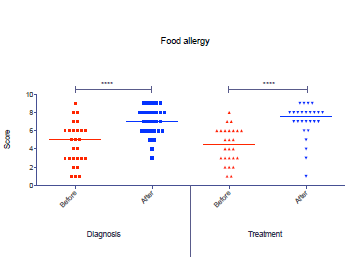 Food allergy
**** ****
10
8
6
4
2
0
Score
Before After Before After
Diagnosis Treatment